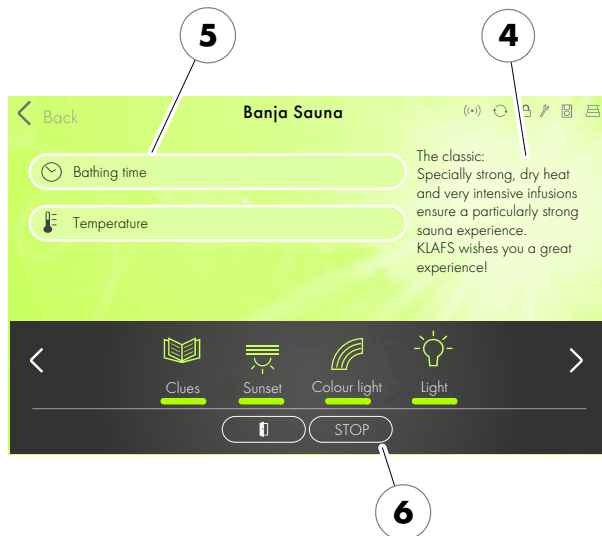 5
4
Back
Banja Sauna
Bathing time
Temperature
The classic:
Specially strong, dry heat
and very intensive infusions
ensure a particularly strong
sauna experience.
KLAFS wishes you a great
experience!
Clues
Sunset
Colour light
Light
STOP
6